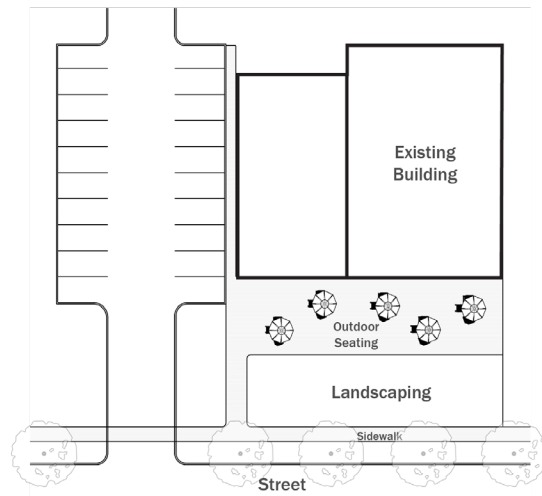 Existing
Building
Outdoor
Seating
Landscaping
Sidewalk
Street